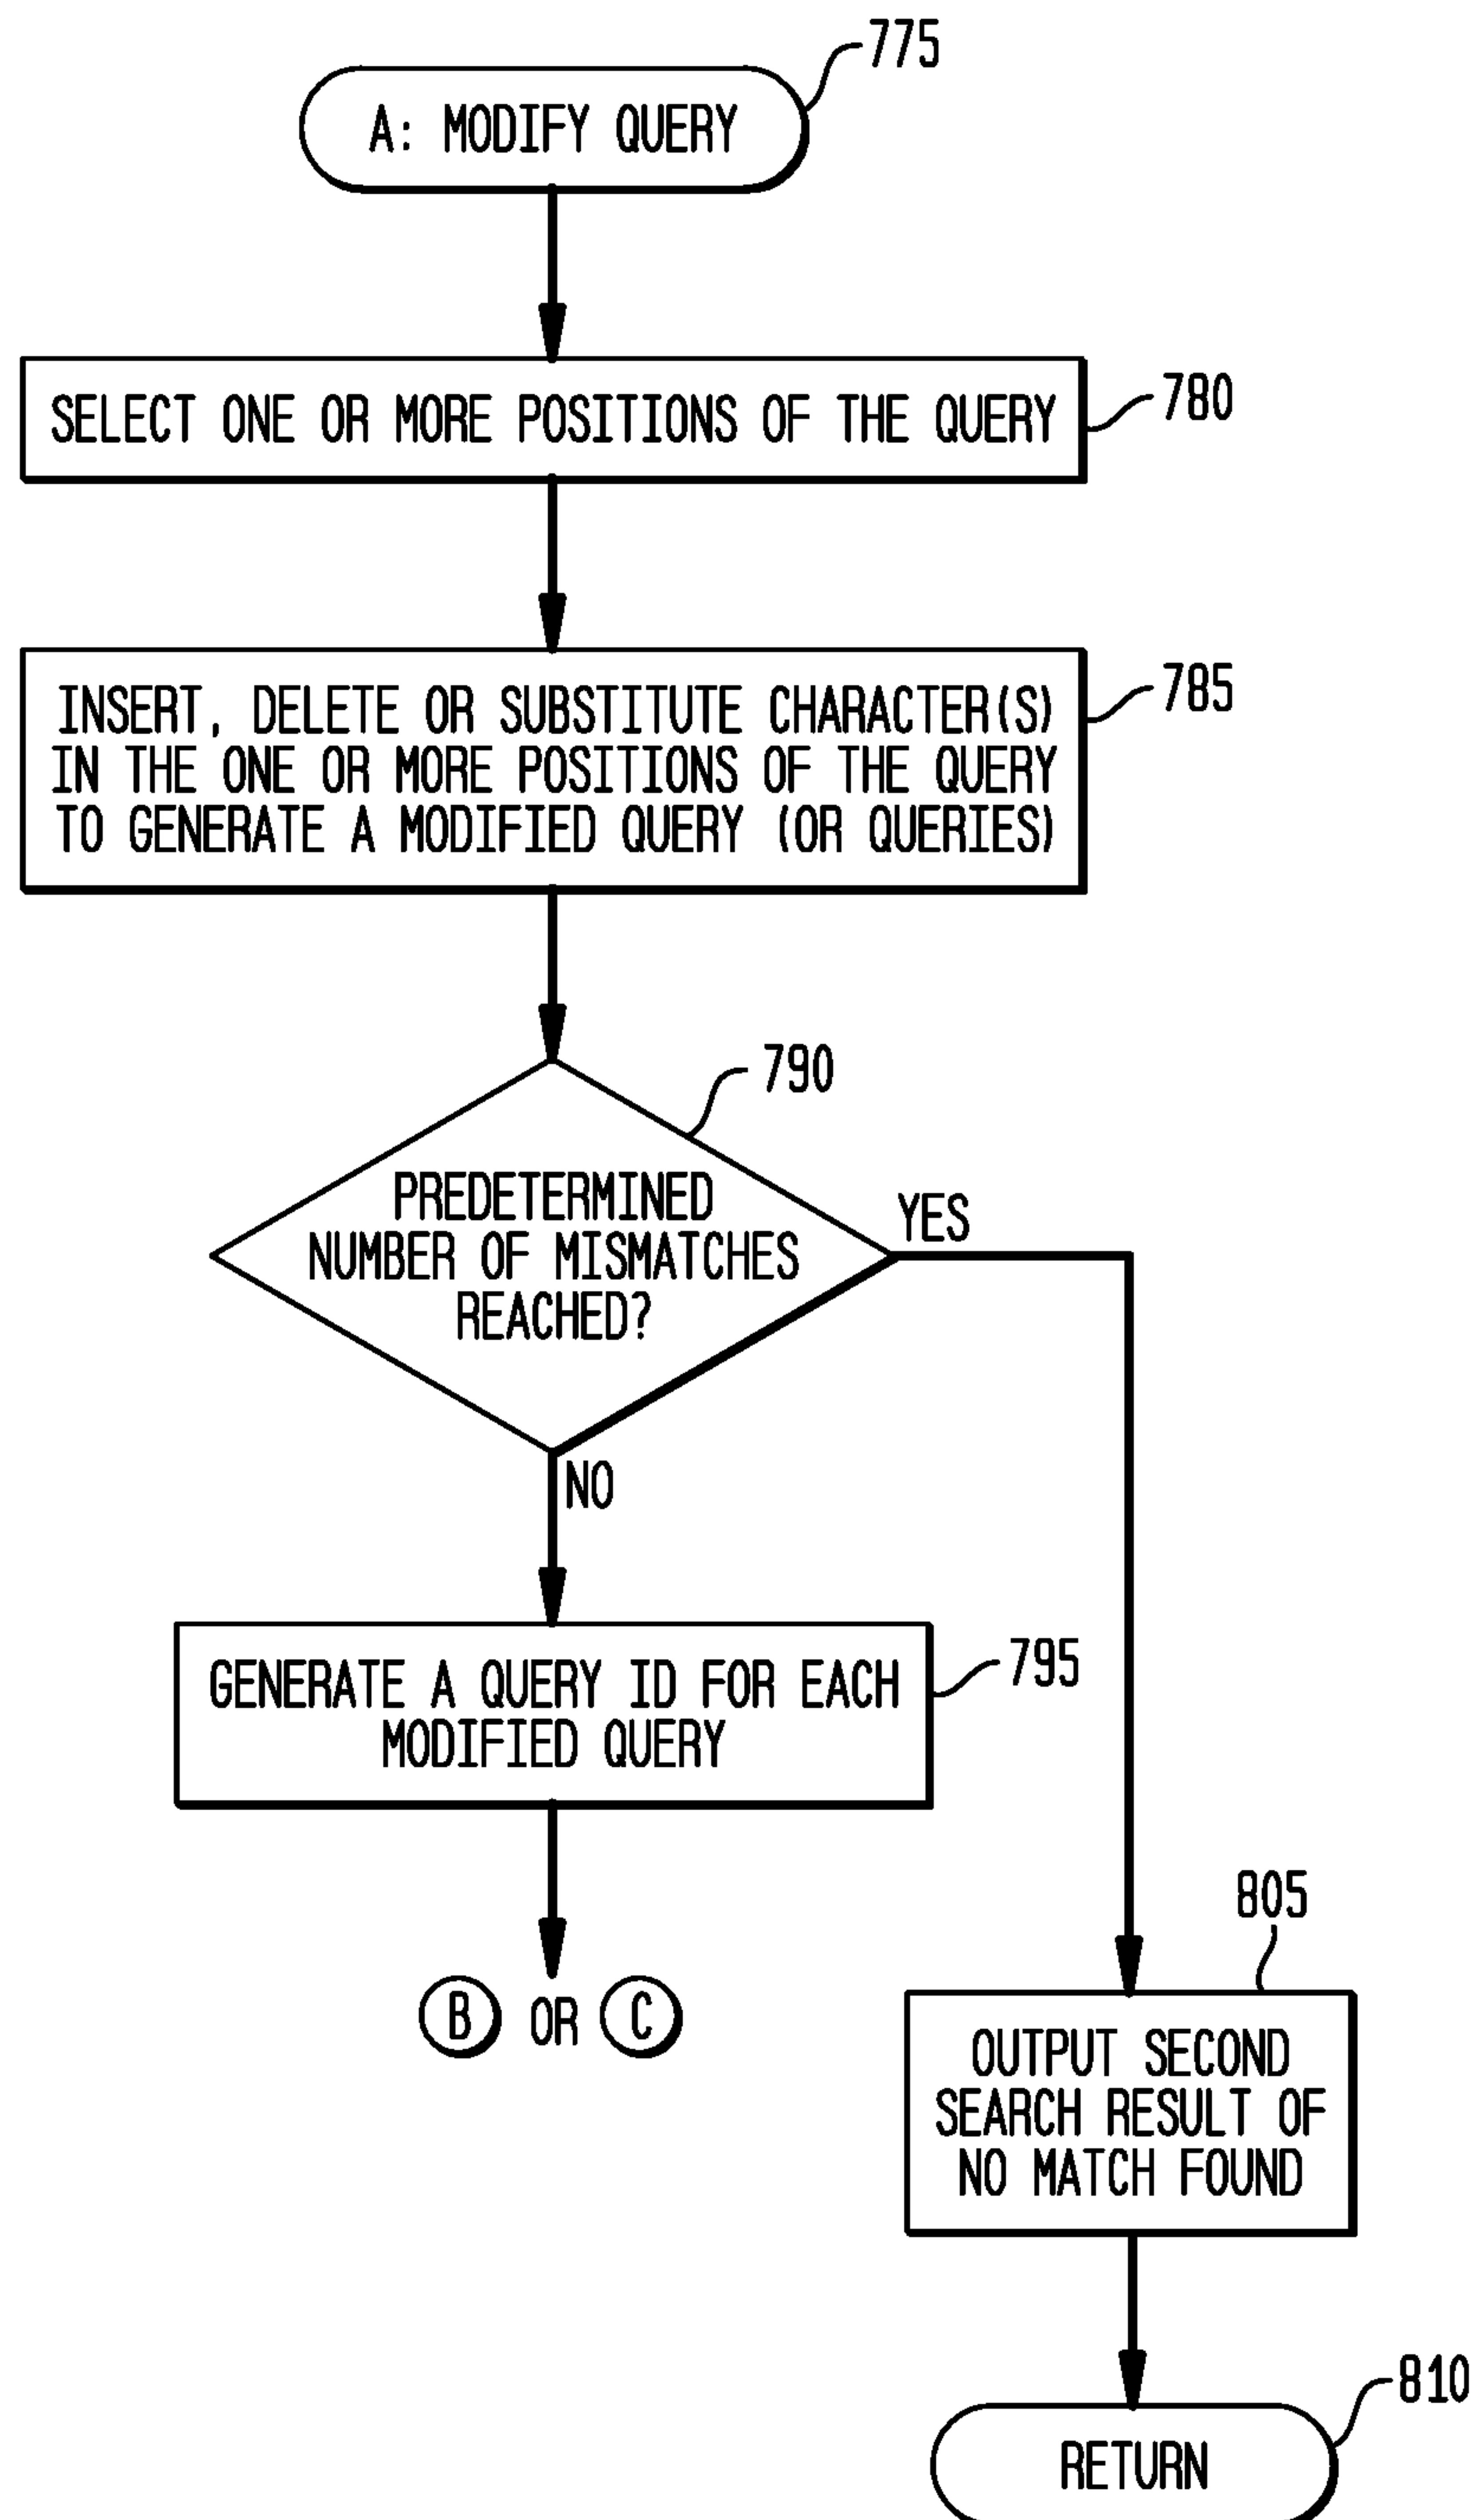 775
A: MODIFY QUERY
780
SELECT ONE OR MORE POSITIONS OF THE QUERY
785
INSERT, DELETE OR SUBSTITUTE CHARACTER(S)
IN THE ONE OR MORE POSITIONS OF THE QUERY
TO GENERATE A MODIFIED QUERY (OR QUERIES)
790
PREDETERMINED
NUMBER OF MISMATCHES
REACHED?
YES
NO
795
GENERATE A QUERY ID FOR EACH
MODIFIED QUERY
B OR C
805
OUTPUT SECOND
SEARCH RESULT OF
NO MATCH FOUND
810
RETURN